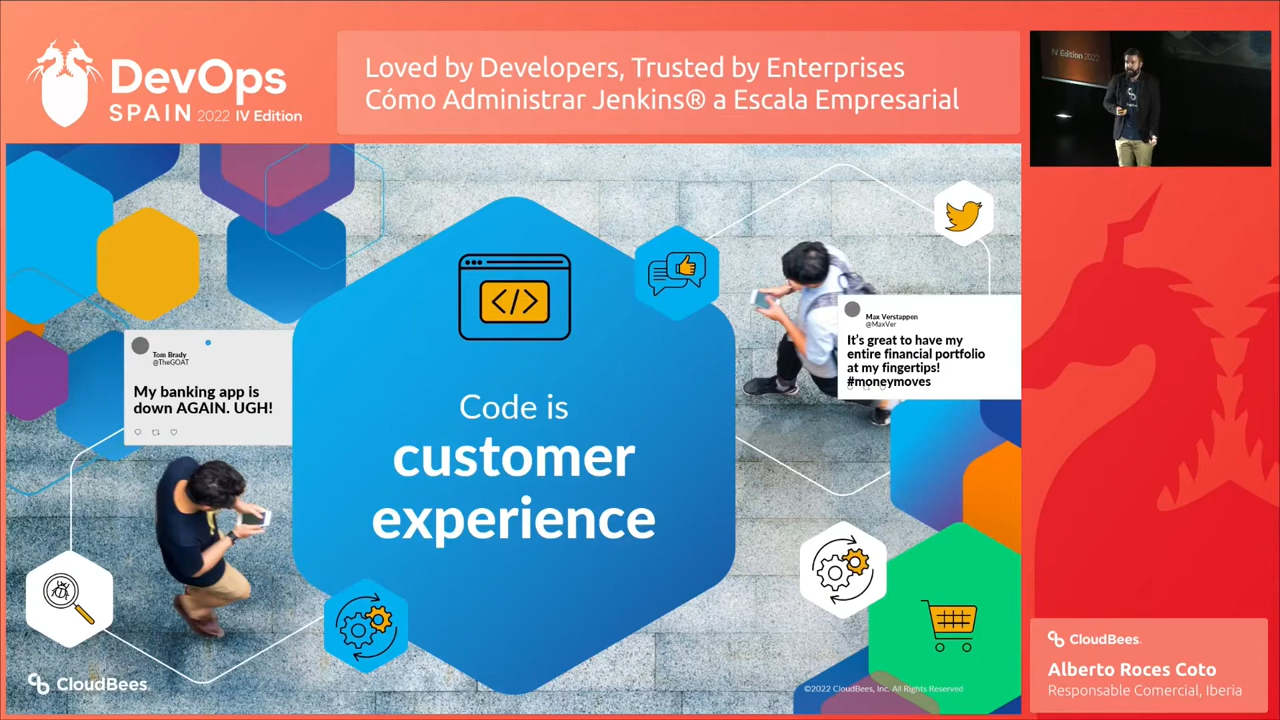 DevOps
SPAIN 2022 IV Edition
Loved by Developers, Trusted by Enterprises
Cómo Administrar Jenkins® a Escala Empresarial
IV Edition 2022
Tom Brady
@TheGOAT
My banking app is
down AGAIN. UGH!
</>
Code is
customer
experience
Max Verstappen
@MaxVer
It's great to have my
entire financial portfolio
at my fingertips!
#moneymoves
CloudBees.
©2022 CloudBees, Inc. All Rights Reserved
CloudBees.
Alberto Roces Coto
Responsable Comercial, Iberia